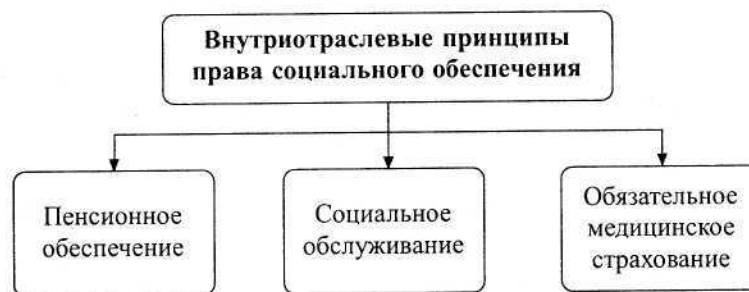 Внутриотраслевые принципы
права социального обеспечения
Пенсионное
обеспечение
Социальное
обслуживание
Обязательное
медицинское
страхование